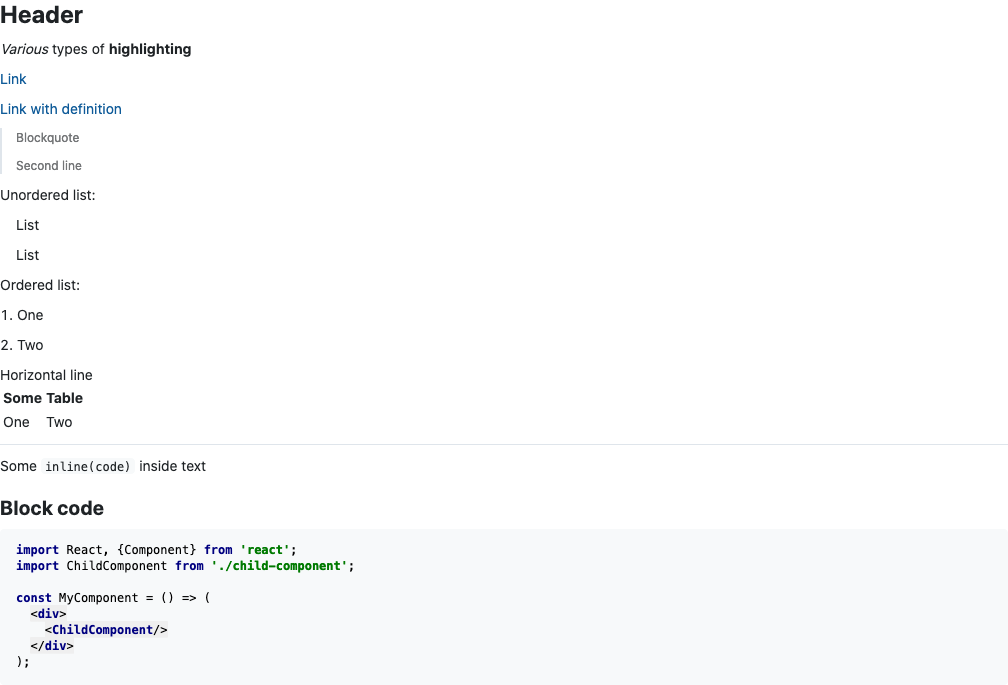 Header
Various types of highlighting
Link
Link with definition
Blockquote
Second line
Unordered list:
List
List
Ordered list:
1. One
2. Two
Horizontal line
Some Table
One Two
Some inline(code) inside text
Block code
import React, {Component} from 'react';
import ChildComponent from './child-component';
const MyComponent = () => (
<div>
<ChildComponent/>
</div>
);